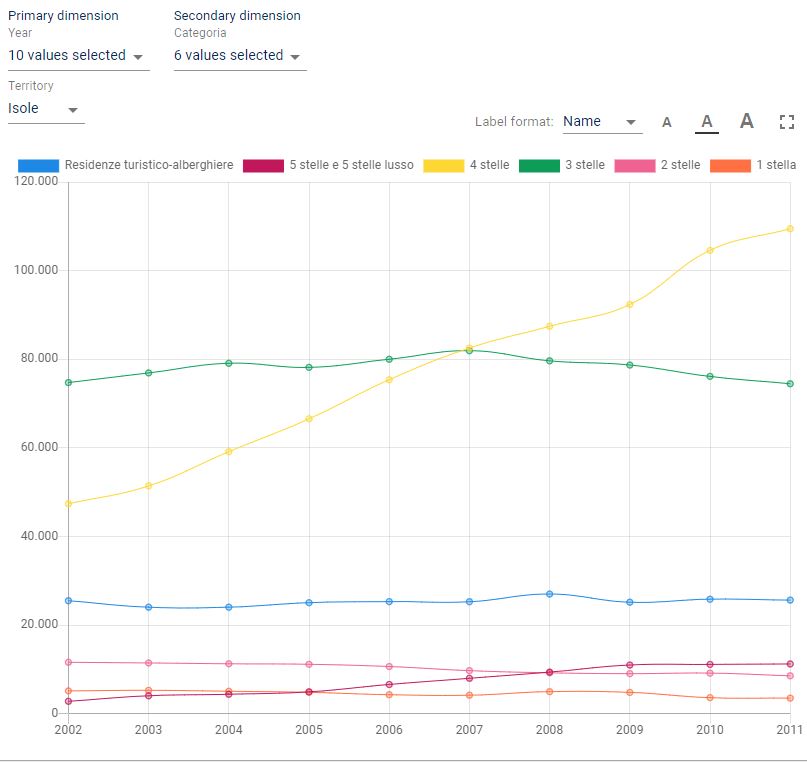 Primary dimension Secondary dimension
Year Categoria
10 values selected 6 values selected
Territory
Isole
Label format: Name A A A
Residenze turistico-alberghiere 5 stelle e 5 stelle lusso 4 stelle 3 stelle 2 stelle 1 stella
120.000
100.000
80.000
60.000
40.000
20.000
0
2002 2003 2004 2005 2006 2007 2008 2009 2010 2011